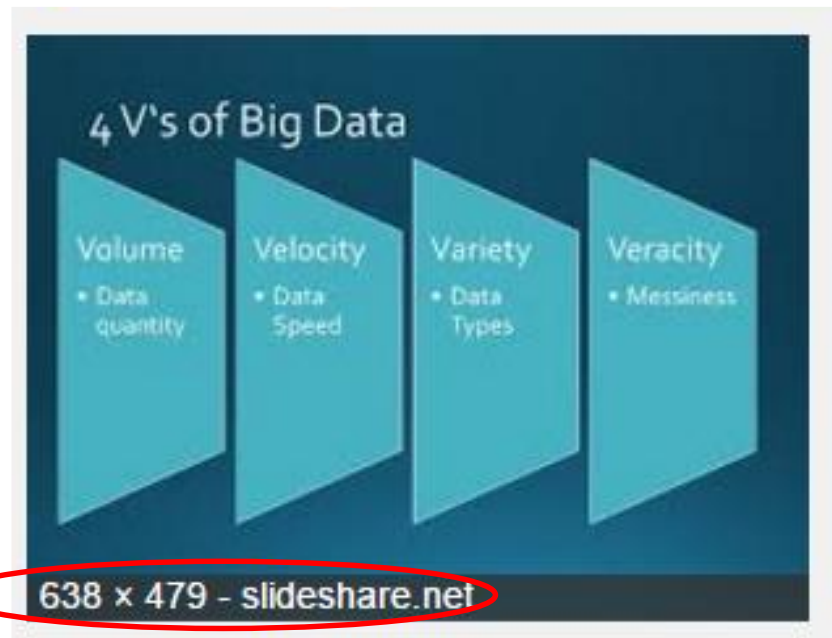 4 V's of Big Data
Volume
• Data
quantity
Velocity
• Data
Speed
Variety
• Data
Types
Veracity
• Messiness
638 × 479 - slideshare.net